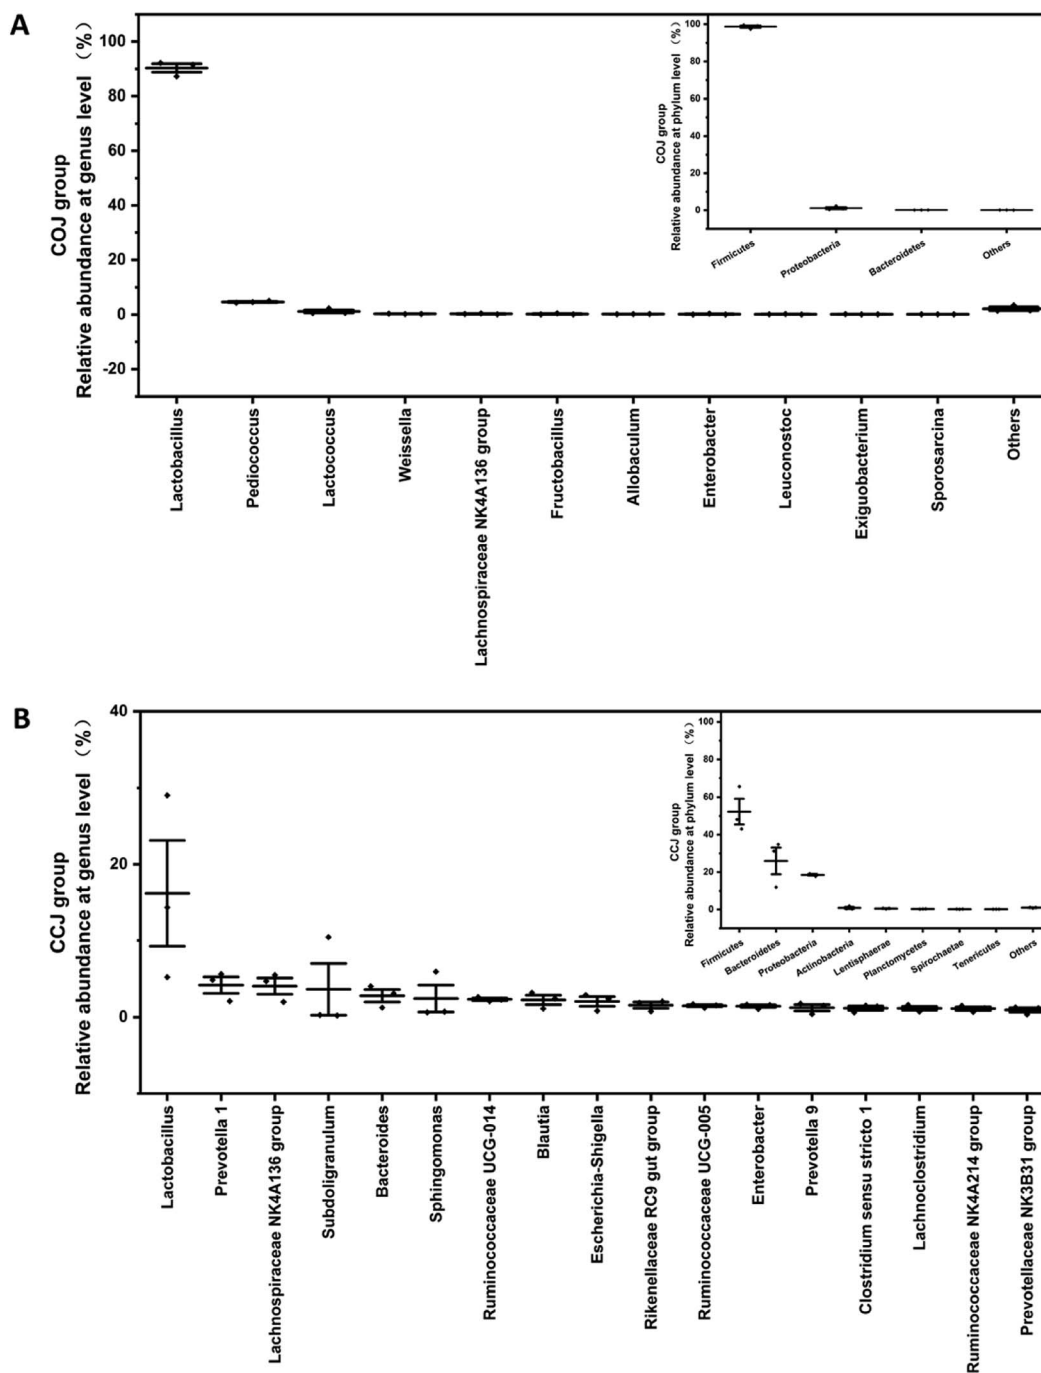 A
COJ group
Relative abundance at genus level （%）
100
80
60
40
20
0
-20
Lactobacillus
Pediococcus
Lactococcus
Weissella
Lachnospiraceae NK4A136 group
Fructobacillus
Allobaculum
Enterobacter
Leuconostoc
Exiguobacterium
Sporosarcina
Others
COJ group
Relative abundance at phylum level （%）
100
80
60
40
20
0
Firmicutes
Proteobacteria
Bacteroidetes
Others
B
CCJ group
Relative abundance at genus level （%）
40
20
0
Lactobacillus
Prevotella 1
Lachnospiraceae NK4A136 group
Subdoligranulum
Bacteroides
Sphingomonas
Ruminococcaceae UCG-014
Blautia
Escherichia-Shigella
Rikenellaceae RC9 gut group
Ruminococcaceae UCG-005
Enterobacter
Prevotella 9
Clostridium sensu stricto 1
Lachnoclostridium
Ruminococcaceae NK4A214 group
Prevotellaceae NK3B31 group
CCJ group
Relative abundance at phylum level （%）
100
80
60
40
20
0
Firmicutes
Bacteroidetes
Proteobacteria
Actinobacteria
Lentisphaerae
Planctomycetes
Spirochaetae
Tenericutes
Others